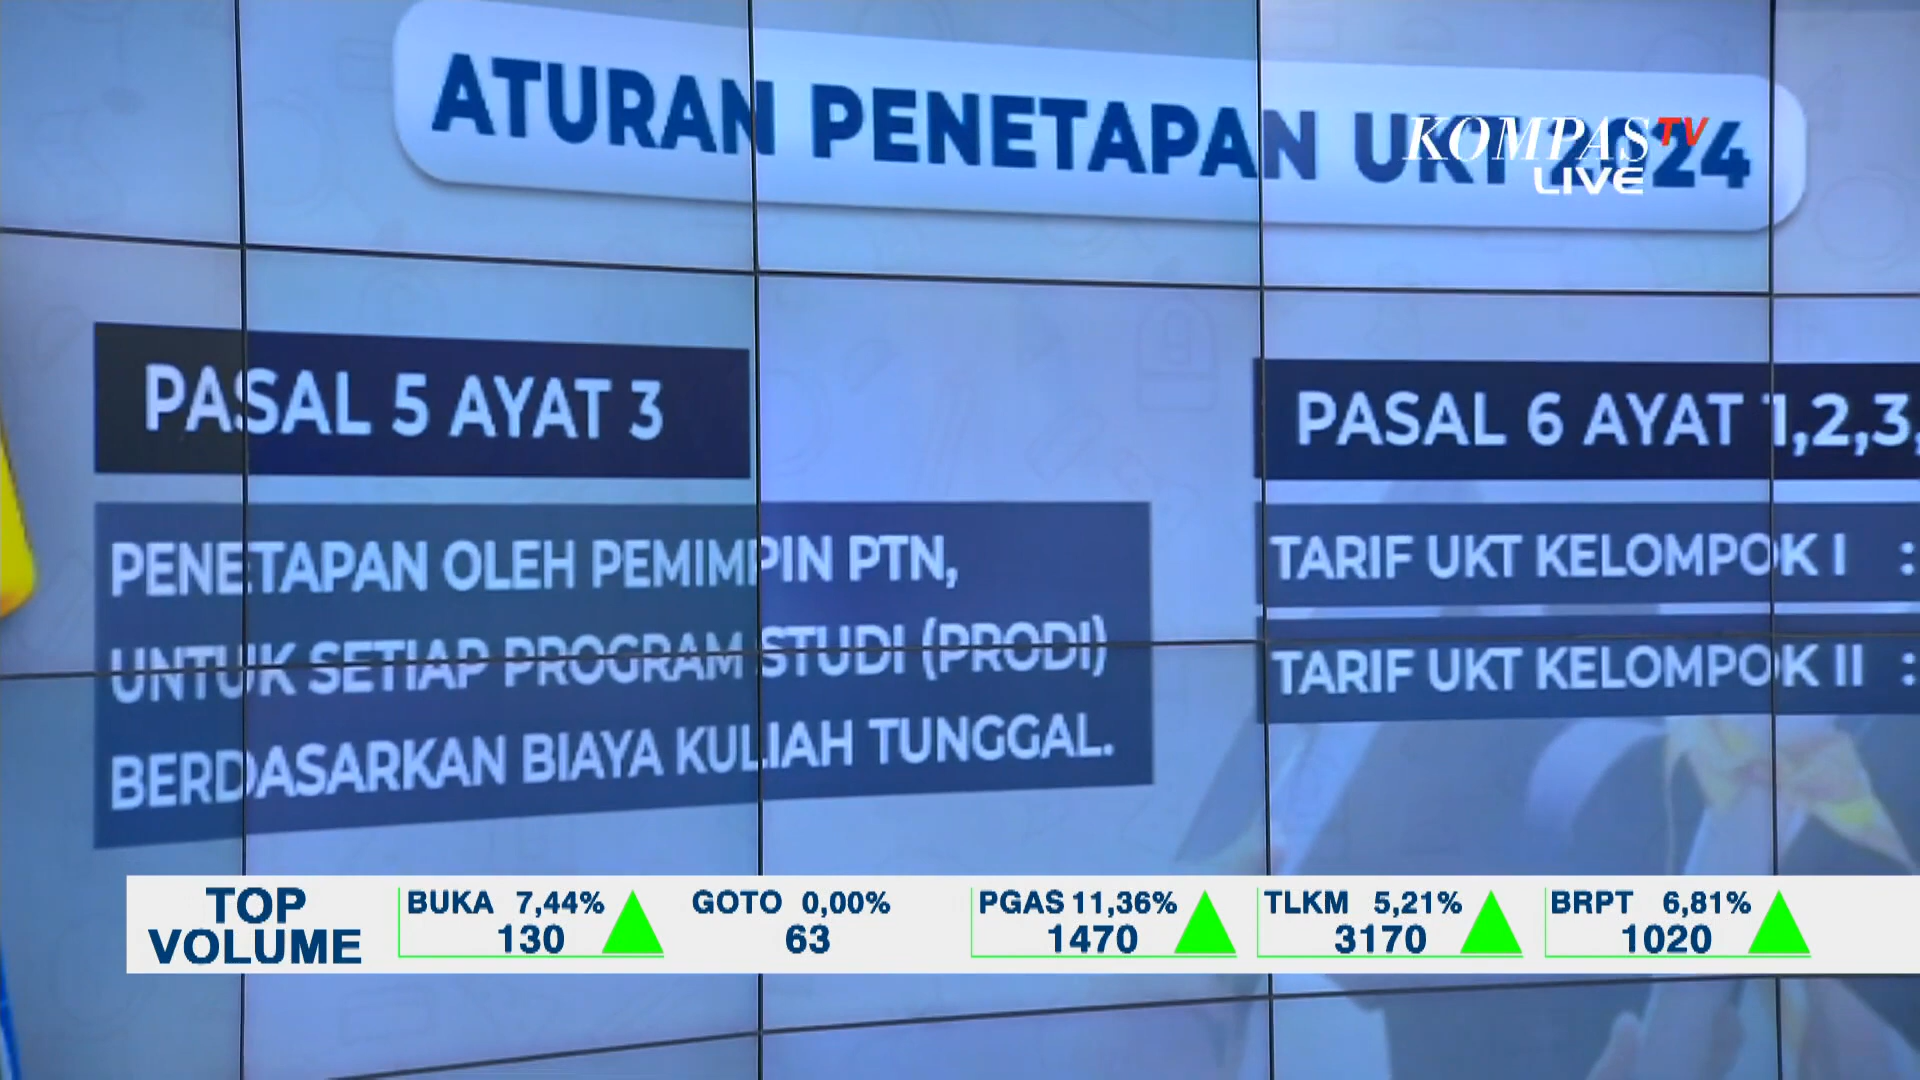 ATURAN PENETAPAN UKT 2024
KOMPAS TV
LIVE
PASAL 5 AYAT 3
PENETAPAN OLEH PEMIMPIN PTN,
UNTUK SETIAP PROGRAM STUDI (PRODI)
BERDASARKAN BIAYA KULIAH TUNGGAL.
PASAL 6 AYAT 1,2,3,
TARIF UKT KELOMPOK I :
TARIF UKT KELOMPOK II :
TOP VOLUME
BUKA 7,44%
130
GOTO 0,00%
63
PGAS 11,36%
1470
TLKM 5,21%
3170
BRPT 6,81%
1020